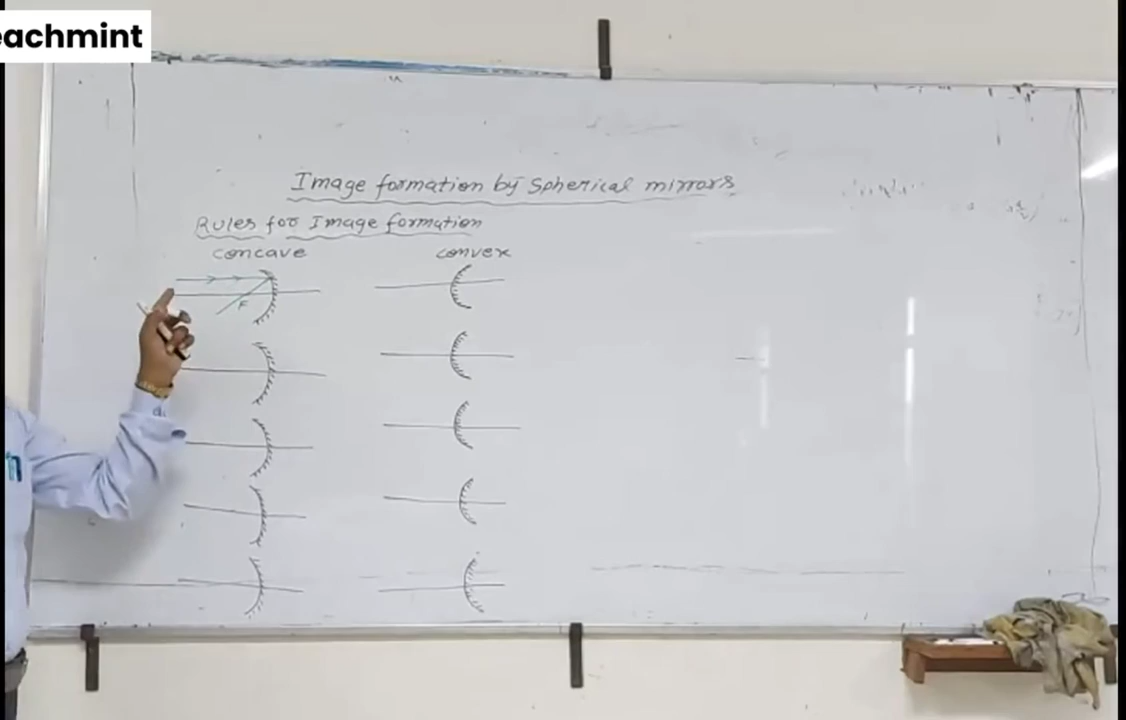 eachmint
Image formation by Spherical mirrors
Rules for Image formation
concave convex
F